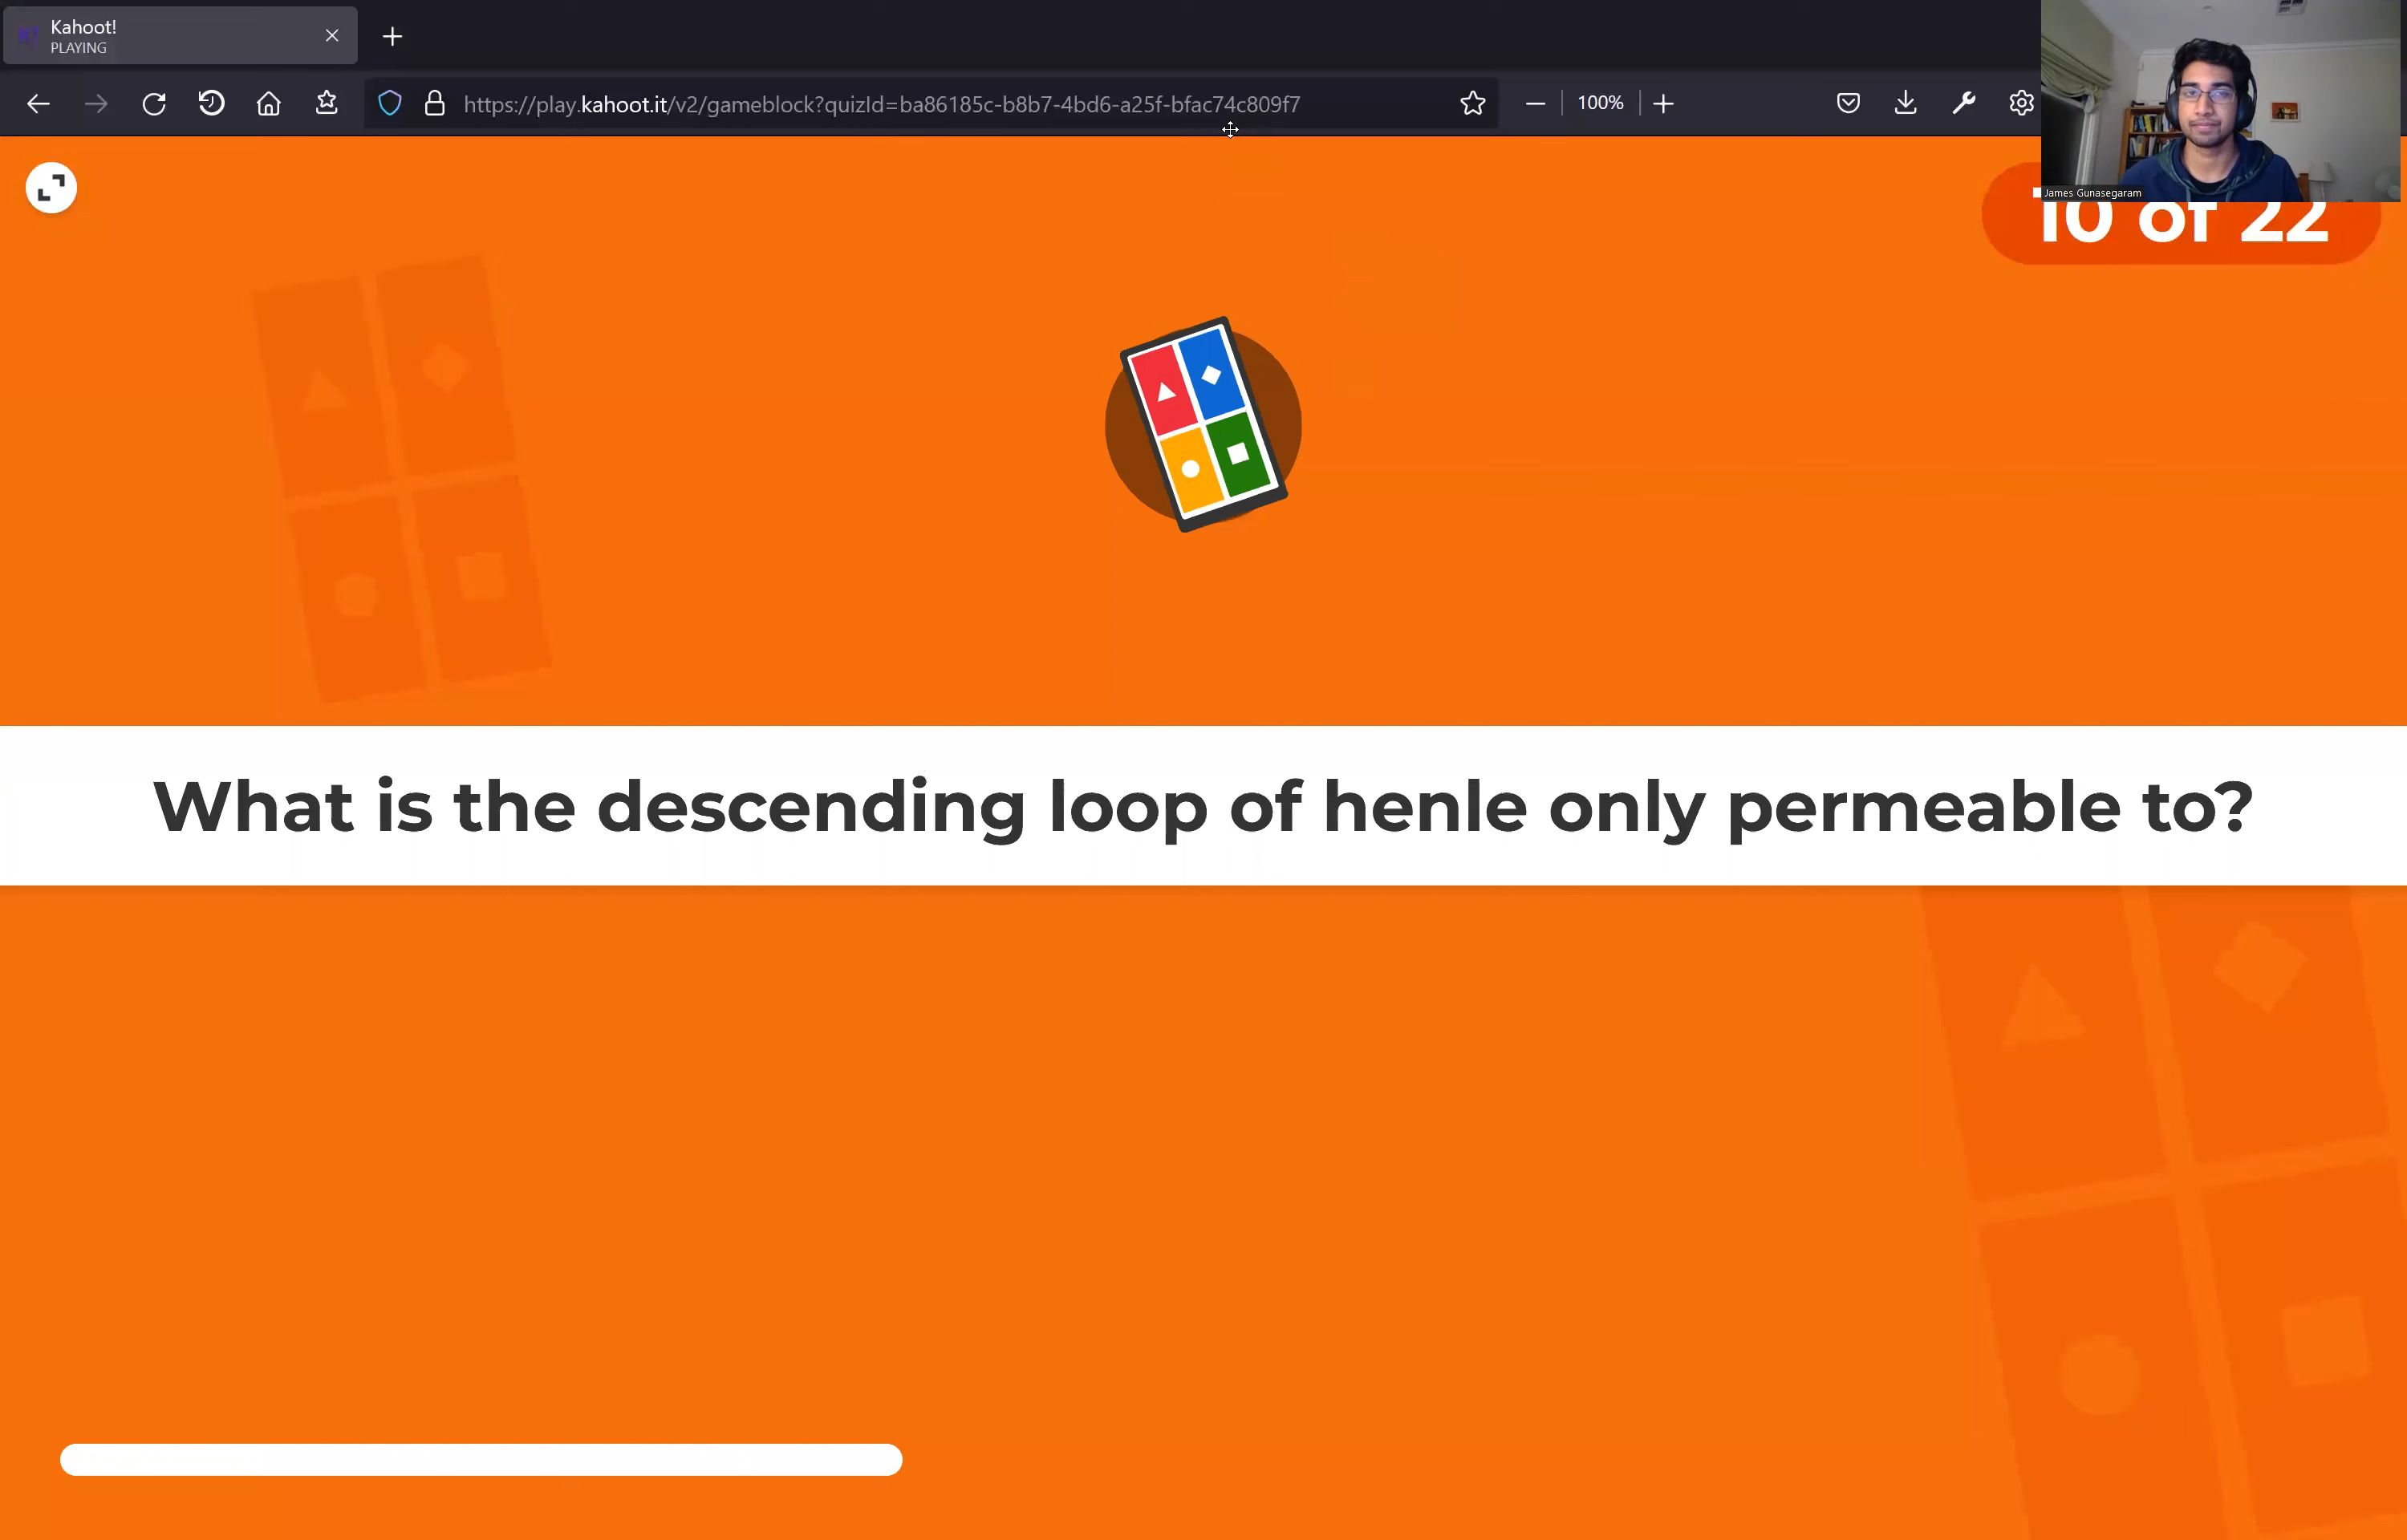 Kahoot!
PLAYING
https://play.kahoot.it/v2/gameblock?quizId=ba86185c-b8b7-4bd6-a25f-bfac74c809f7
100%
James Gunasegaram
10 of 22
What is the descending loop of henle only permeable to?